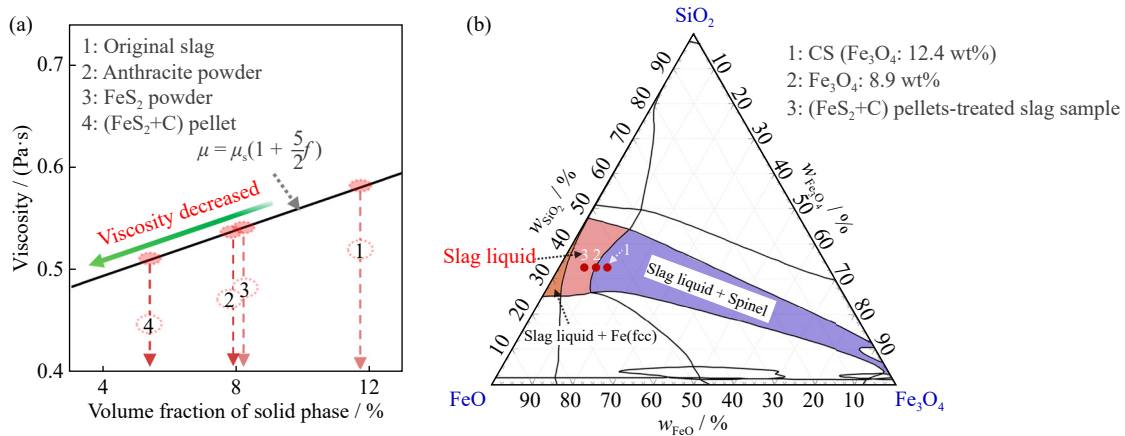 (a)
1: Original slag
2: Anthracite powder
3: FeS₂ powder
4: (FeS₂+C) pellet
μ = μₛ(1 + 5/2 f)
Viscosity decreased
1
2
3
4
0.7
0.6
0.5
0.4
Viscosity / (Pa·s)
4 8 12
Volume fraction of solid phase / %
(b)
SiO₂
1: CS (Fe₃O₄: 12.4 wt%)
2: Fe₃O₄: 8.9 wt%
3: (FeS₂+C) pellets-treated slag sample
90
80
70
60
50
40
30
20
10
w_SiO₂ / %
10
20
30
40
50
60
70
80
90
w_Fe₃O₄ / %
Slag liquid
3 2 1
Slag liquid + Spinel
Slag liquid + Fe(fcc)
FeO
Fe₃O₄
90 80 70 60 50 40 30 20 10
w_FeO / %